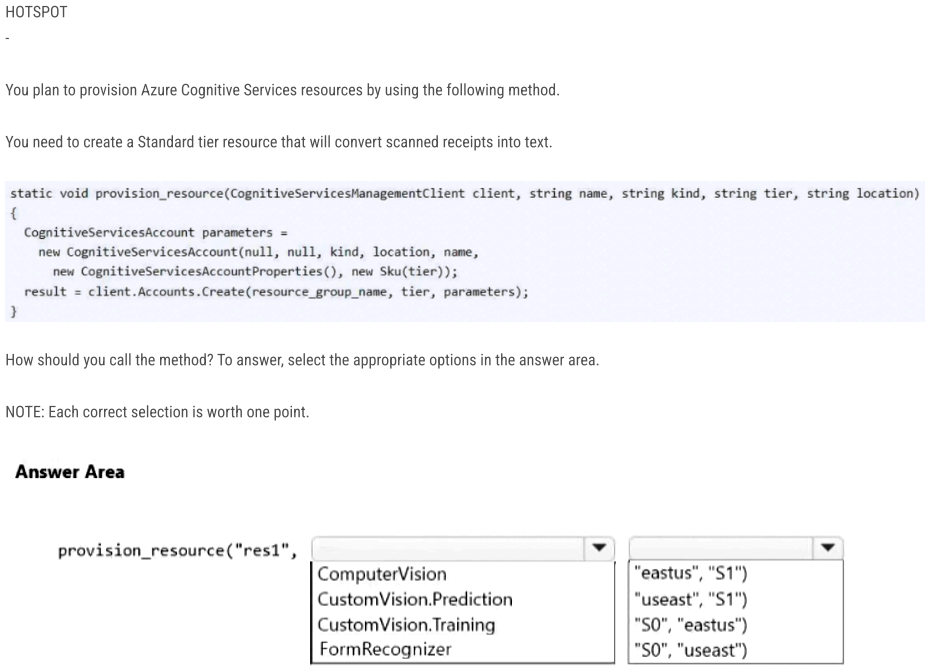 HOTSPOT
-
You plan to provision Azure Cognitive Services resources by using the following method.
You need to create a Standard tier resource that will convert scanned receipts into text.
static void provision_resource(CognitiveServicesManagementClient client, string name, string kind, string tier, string location)
{
CognitiveServicesAccount parameters =
new CognitiveServicesAccount(null, null, kind, location, name,
new CognitiveServicesAccountProperties(), new Sku(tier));
result = client.Accounts.Create(resource_group_name, tier, parameters);
}
How should you call the method? To answer, select the appropriate options in the answer area.
NOTE: Each correct selection is worth one point.
Answer Area
provision_resource("res1",
ComputerVision
CustomVision.Prediction
CustomVision.Training
FormRecognizer
"eastus", "S1")
"useast", "S1")
"S0", "eastus")
"S0", "useast")